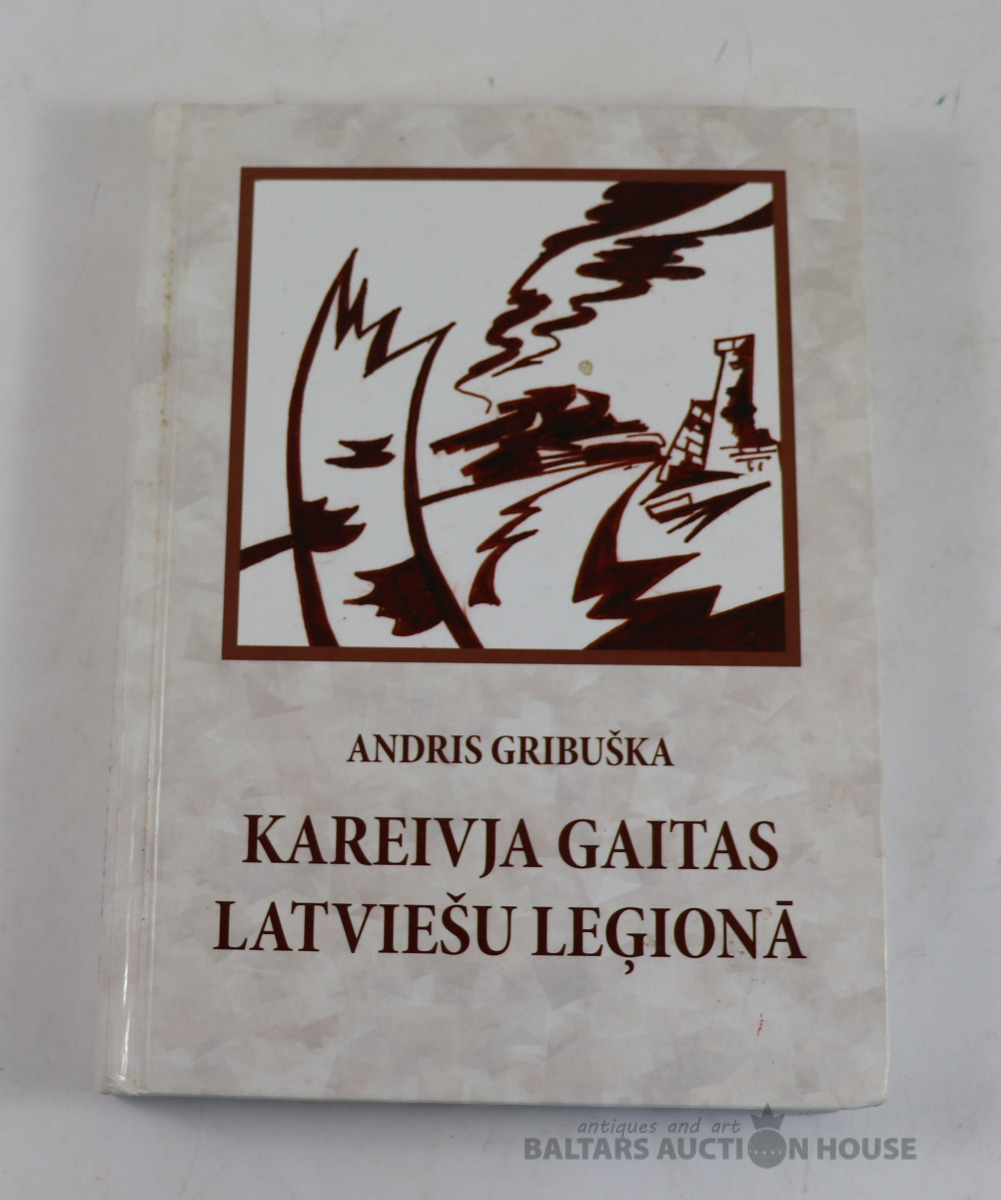 ANDRIS GRIBUŠKA
KAREIVJA GAITAS
LATVIEŠU LEĢIONĀ
antiques and art
BALTARS AUCTION HOUSE